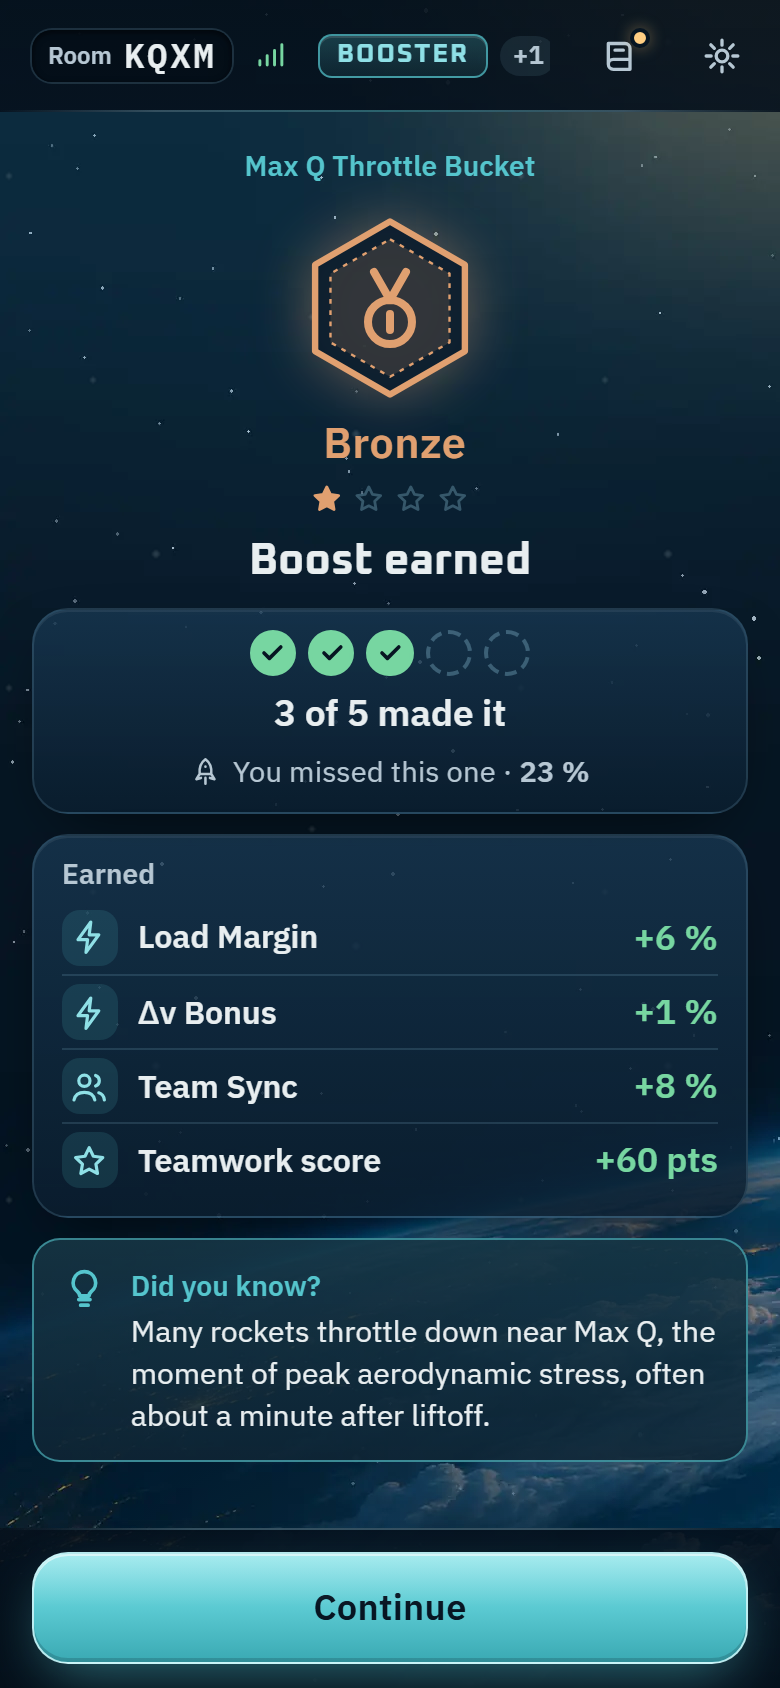 Room KQXM BOOSTER +1
Max Q Throttle Bucket
Bronze
Boost earned
3 of 5 made it
You missed this one · 23 %
Earned
Load Margin +6 %
Δv Bonus +1 %
Team Sync +8 %
Teamwork score +60 pts
Did you know?
Many rockets throttle down near Max Q, the
moment of peak aerodynamic stress, often
about a minute after liftoff.
Continue